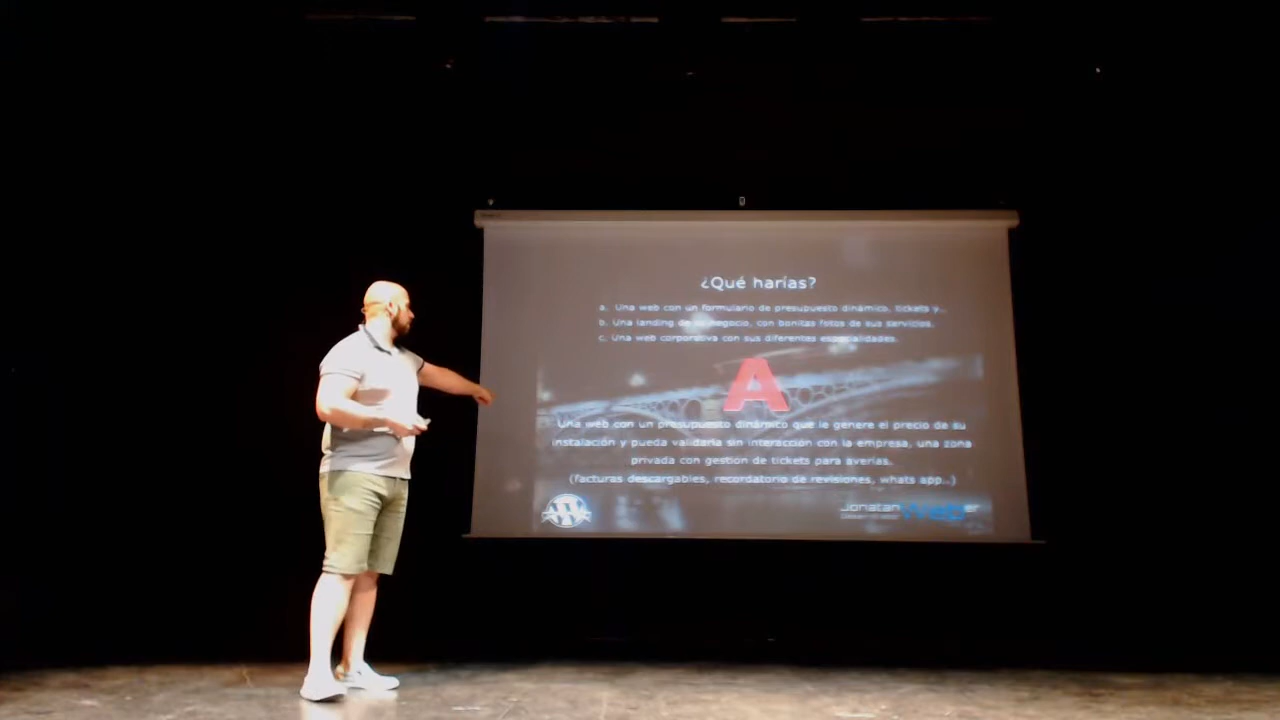 ¿Qué harías?
a. Una web con un formulario de presupuesto dinámico, tickets y...
b. Una landing de su negocio, con bonitas fotos de sus servicios.
c. Una web corporativa con sus diferentes especialidades.
A
Una web con un presupuesto dinámico que le genere el precio de su
instalación y pueda validarla sin interacción con la empresa, una zona
privada con gestión de tickets para averías.
(facturas descargables, recordatorio de revisiones, whats app..)
W
Jonatan Web er